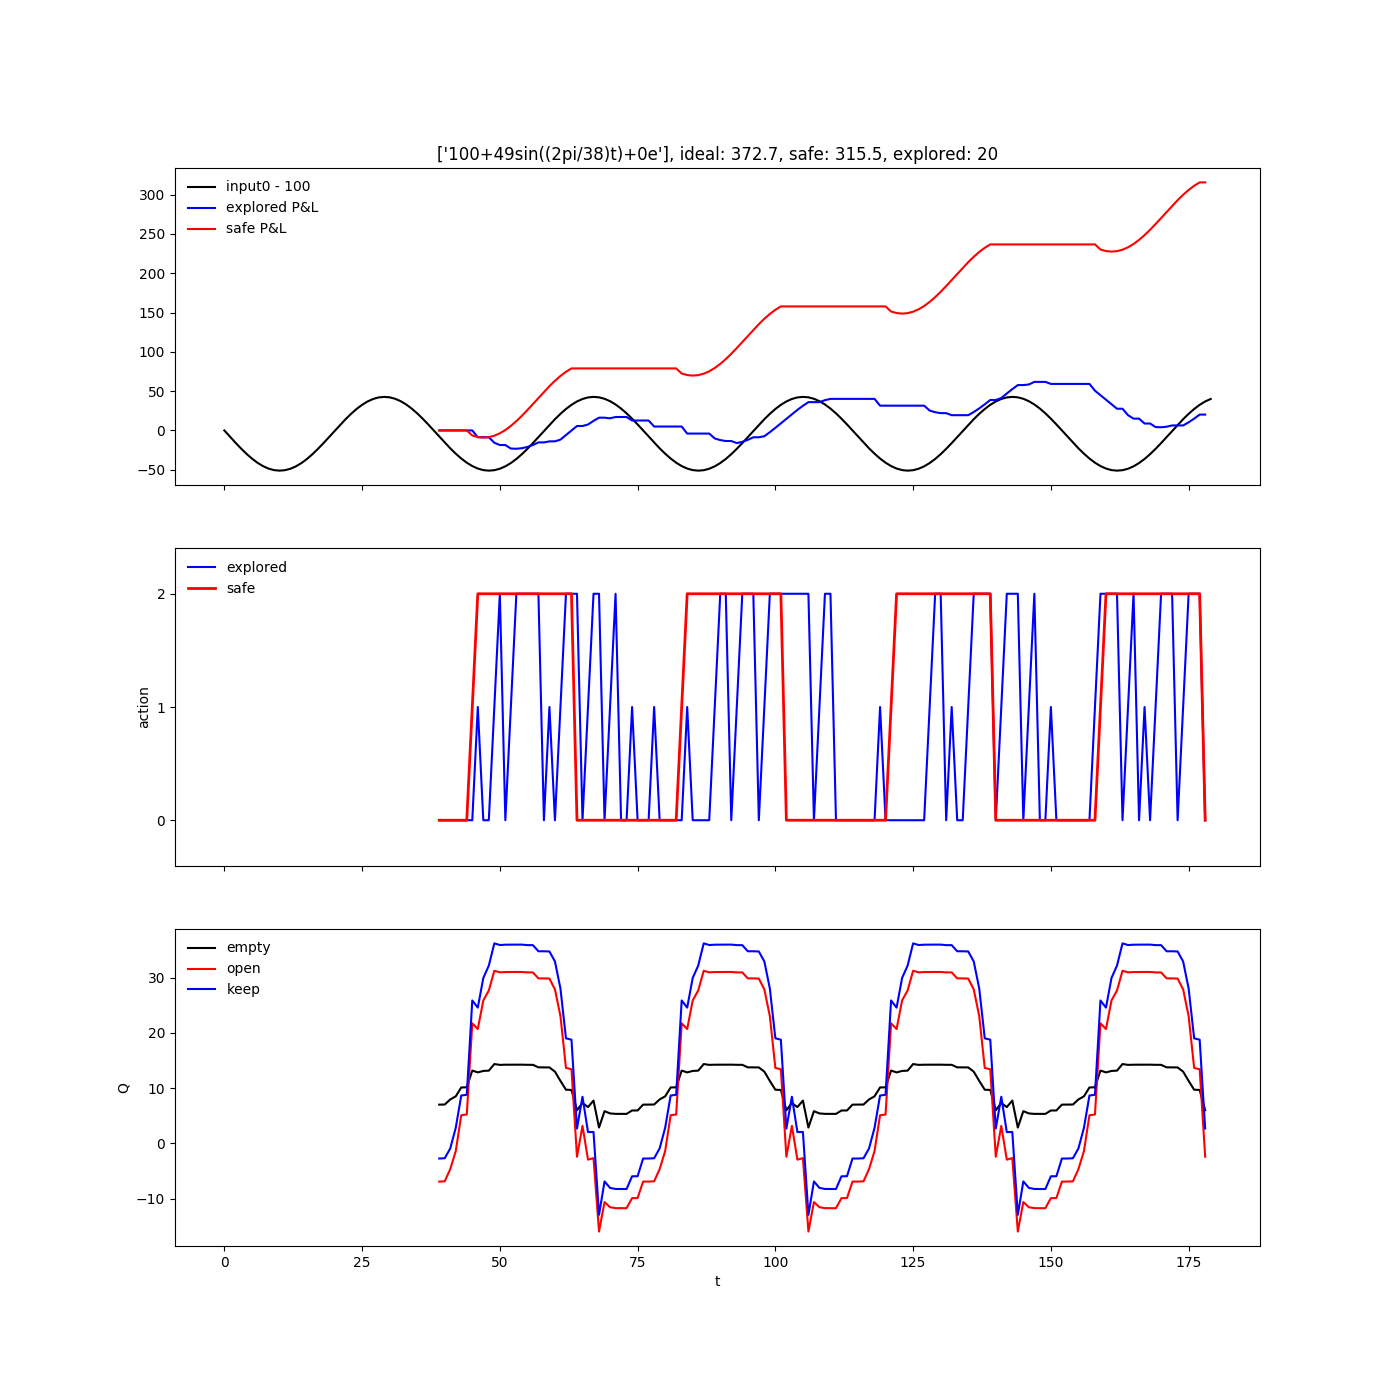 ['100+49sin((2pi/38)t)+0e'], ideal: 372.7, safe: 315.5, explored: 20
input0 - 100
explored P&L
safe P&L
300
250
200
150
100
50
0
−50
explored
safe
2
1
0
action
empty
open
keep
30
20
10
0
−10
Q
0 25 50 75 100 125 150 175
t